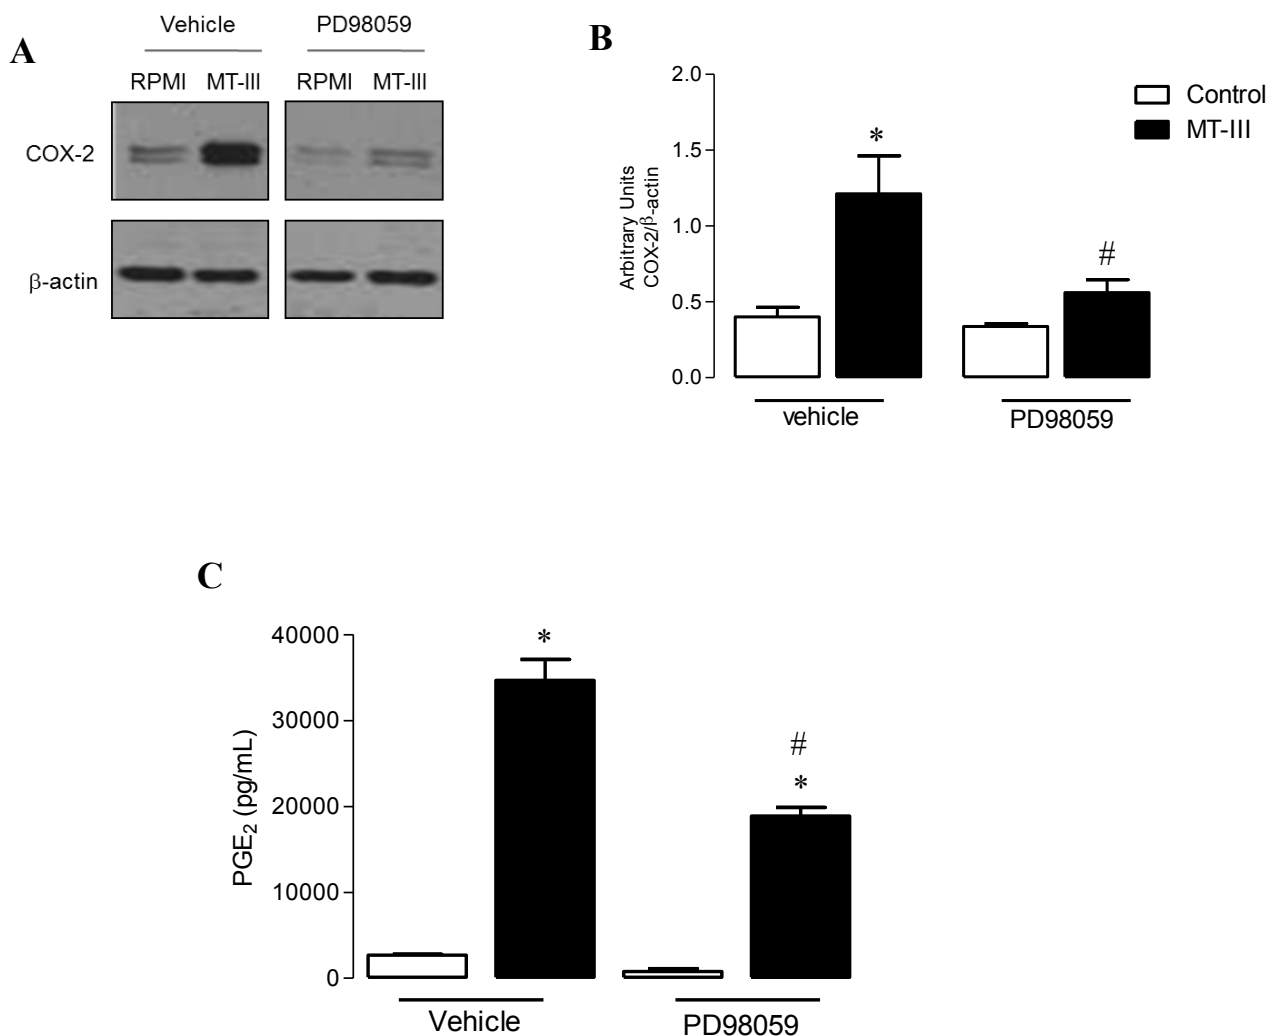 A
Vehicle PD98059
RPMI MT-III RPMI MT-III
COX-2
β-actin
B
Control
MT-III
Arbitrary Units
COX-2/β-actin
2.0
1.5
1.0
0.5
0.0
*
#
vehicle PD98059
C
PGE₂ (pg/mL)
40000
30000
20000
10000
0
*
#
*
Vehicle PD98059